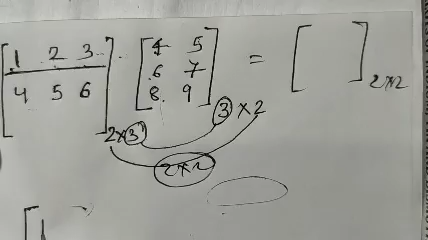 [1 2 3] . [4 5] = [ ]
4 5 6 6 7 2×2
8 9
2×3 3×2
2×2